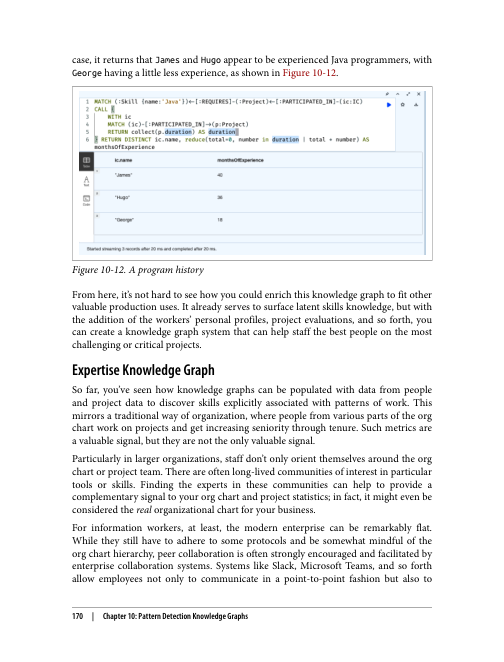 case, it returns that James and Hugo appear to be experienced Java programmers, with
George having a little less experience, as shown in Figure 10-12.
1 MATCH (:Skill {name:'Java'})<-[:REQUIRES]-(:Project)<-[:PARTICIPATED_IN]-(ic:IC)
2 CALL {
3 WITH ic
4 MATCH (ic)-[:PARTICIPATED_IN]->(p:Project)
5 RETURN collect(p.duration) AS duration
6 } RETURN DISTINCT ic.name, reduce(total=0, number in duration | total + number) AS
monthsOfExperience
ic.name monthsOfExperience
"James"
"Hugo"
"George"
Started streaming 3 records after 20 ms and completed after 20 ms.
Figure 10-12. A program history
From here, it's not hard to see how you could enrich this knowledge graph to fit other
valuable production uses. It already serves to surface latent skills knowledge, but with
the addition of the workers' personal profiles, project evaluations, and so forth, you
can create a knowledge graph system that can help staff the best people on the most
challenging or critical projects.
Expertise Knowledge Graph
So far, you've seen how knowledge graphs can be populated with data from people
and project data to discover skills explicitly associated with patterns of work. This
mirrors a traditional way of organization, where people from various parts of the org
chart work on projects and get increasing seniority through tenure. Such metrics are
a valuable signal, but they are not the only valuable signal.
Particularly in larger organizations, staff don't only orient themselves around the org
chart or project team. There are often long-lived communities of interest in particular
tools or skills. Finding the experts in these communities can help to provide a
complementary signal to your org chart and project statistics; in fact, it might even be
considered the real organizational chart for your business.
For information workers, at least, the modern enterprise can be remarkably flat.
While they still have to adhere to some protocols and be somewhat mindful of the
org chart hierarchy, peer collaboration is often strongly encouraged and facilitated by
enterprise collaboration systems. Systems like Slack, Microsoft Teams, and so forth
allow employees not only to communicate in a point-to-point fashion but also to
170 | Chapter 10: Pattern Detection Knowledge Graphs